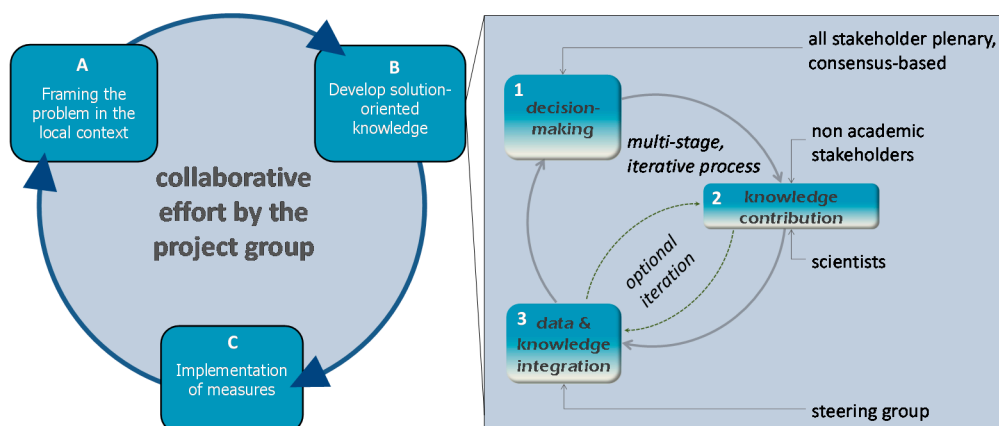 A
Framing the
problem in the
local context
B
Develop solution-
oriented
knowledge
collaborative
effort by the
project group
C
Implementation
of measures
all stakeholder plenary,
consensus-based
1
decision-
making
multi-stage,
iterative process
non academic
stakeholders
2 knowledge
contribution
scientists
optional
iteration
3 data &
knowledge
integration
steering group